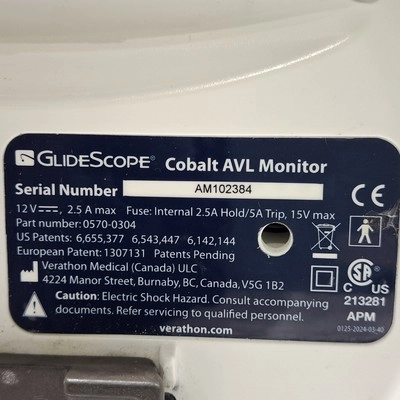 GLIDESCOPE® Cobalt AVL Monitor
Serial Number AM102384
12 V⎓, 2.5 A max Fuse: Internal 2.5A Hold/5A Trip, 15V max
Part number: 0570-0304
US Patents: 6,655,377 6,543,447 6,142,144
European Patent: 1307131 Patents Pending
Verathon Medical (Canada) ULC
4224 Manor Street, Burnaby, BC, Canada, V5G 1B2
Caution: Electric Shock Hazard. Consult accompanying
documents. Refer servicing to qualified personnel.
verathon.com
CE
SA
C US
213281
APM
0125-2024-03-40